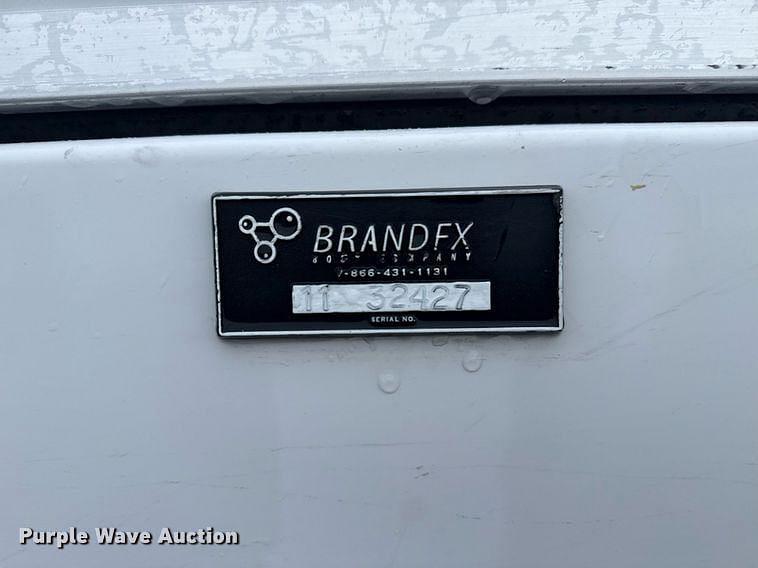 BRANDFX
BODY COMPANY
1-866-431-1131
11 32427
SERIAL NO.
Purple Wave Auction